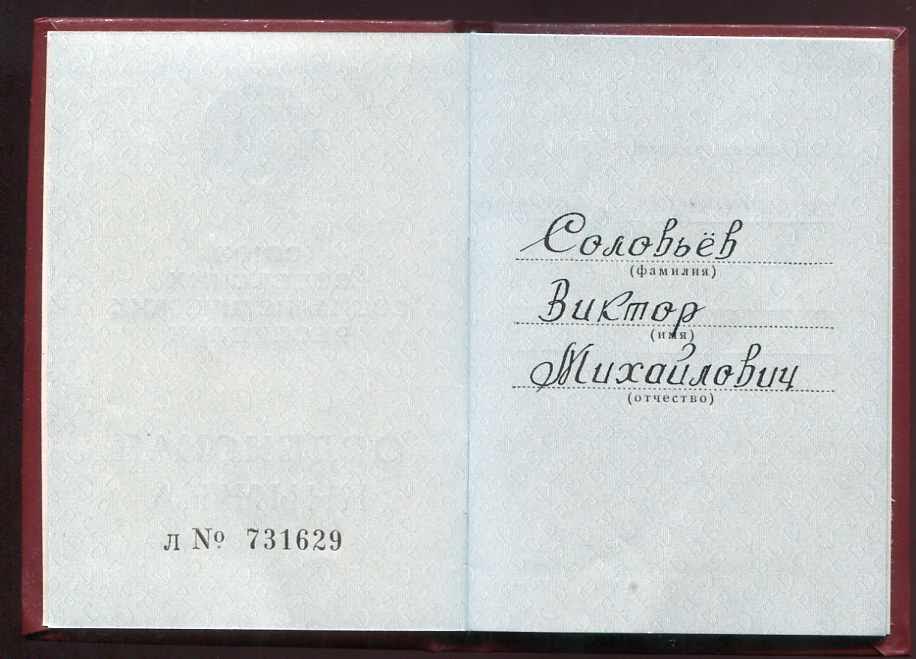 л № 731629
Соловьёв
(фамилия)
Виктор
(имя)
Михайлович
(отчество)